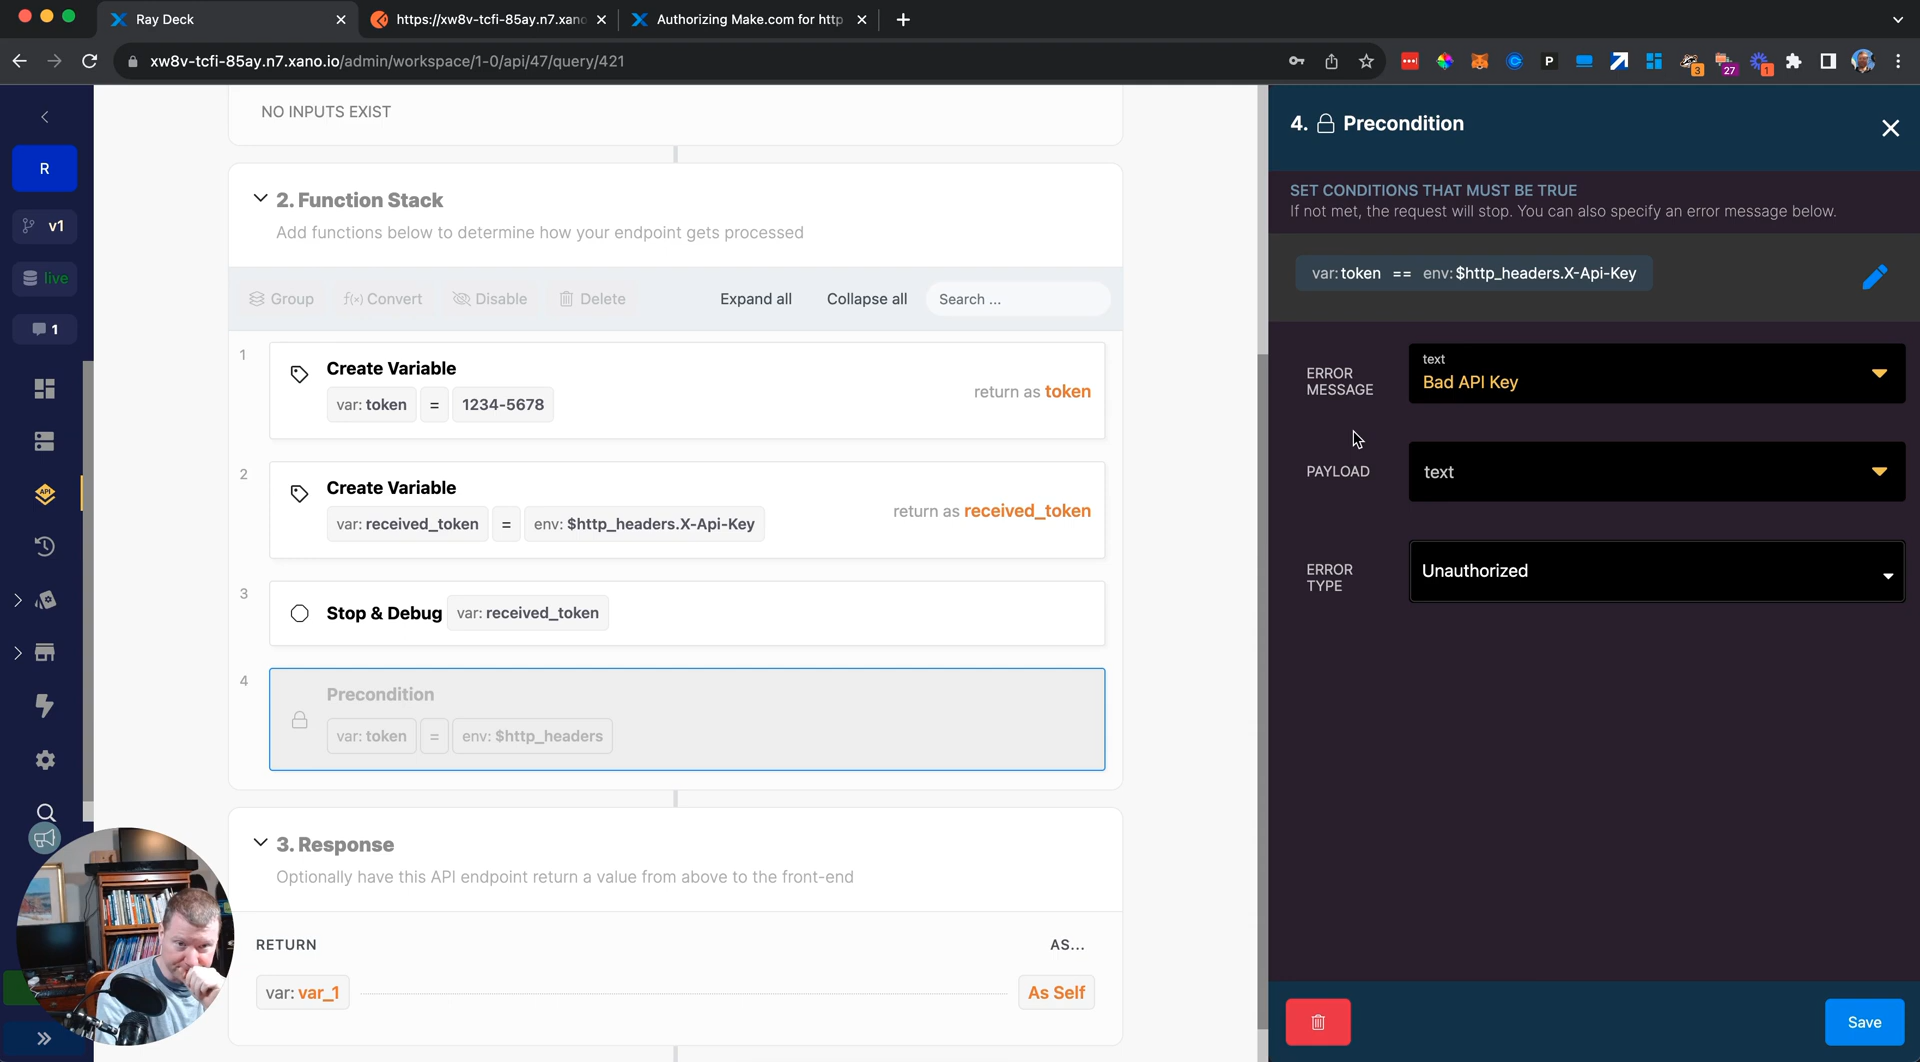 Ray Deck
https://xw8v-tcfi-85ay.n7.xano
Authorizing Make.com for http
xw8v-tcfi-85ay.n7.xano.io/admin/workspace/1-0/api/47/query/421
P
3
27
1
R
v1
live
1
API
NO INPUTS EXIST
2. Function Stack
Add functions below to determine how your endpoint gets processed
Group
f(x) Convert
Disable
Delete
Expand all
Collapse all
Search ...
1
Create Variable
var: token = 1234-5678
return as token
2
Create Variable
var: received_token = env: $http_headers.X-Api-Key
return as received_token
3
Stop & Debug var: received_token
4
Precondition
var: token = env: $http_headers
3. Response
Optionally have this API endpoint return a value from above to the front-end
RETURN
AS...
var: var_1
As Self
4. Precondition
SET CONDITIONS THAT MUST BE TRUE
If not met, the request will stop. You can also specify an error message below.
var: token == env: $http_headers.X-Api-Key
ERROR
MESSAGE
text
Bad API Key
PAYLOAD
text
ERROR
TYPE
Unauthorized
Save